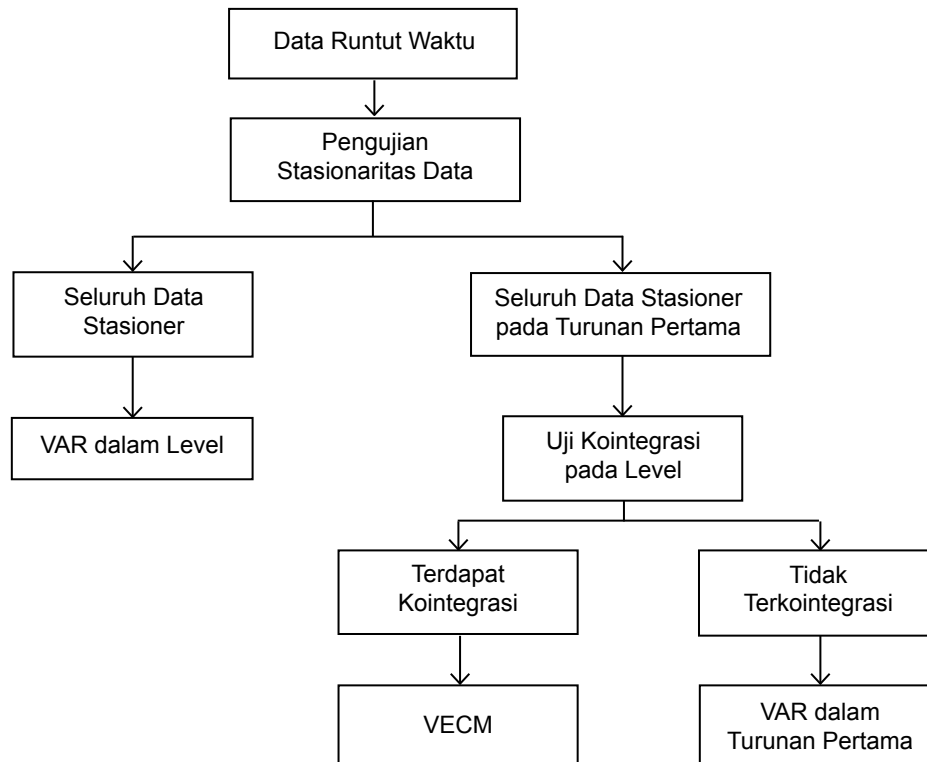 Data Runtut Waktu
Pengujian
Stasionaritas Data
Seluruh Data
Stasioner
Seluruh Data Stasioner
pada Turunan Pertama
VAR dalam Level
Uji Kointegrasi
pada Level
Terdapat
Kointegrasi
Tidak
Terkointegrasi
VECM
VAR dalam
Turunan Pertama